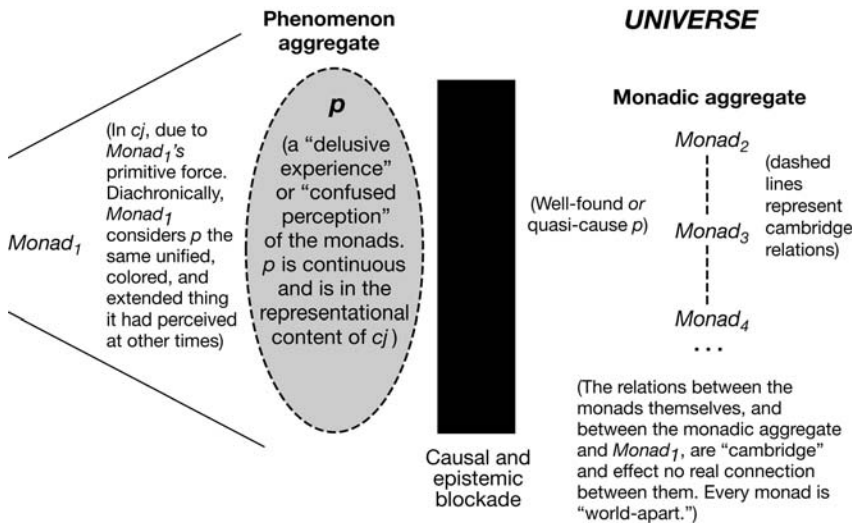 Phenomenon
aggregate
UNIVERSE
Monad₁
(In cj, due to
Monad₁'s
primitive force.
Diachronically,
Monad₁
considers p the
same unified,
colored, and
extended thing
it had perceived
at other times)
p
(a “delusive
experience”
or “confused
perception”
of the monads.
p is continuous
and is in the
representational
content of cj)
Causal and
epistemic
blockade
(Well-found or
quasi-cause p)
Monadic aggregate
Monad₂
Monad₃
Monad₄
...
(dashed
lines
represent
cambridge
relations)
(The relations between the
monads themselves, and
between the monadic aggregate
and Monad₁, are “cambridge”
and effect no real connection
between them. Every monad is
“world-apart.”)